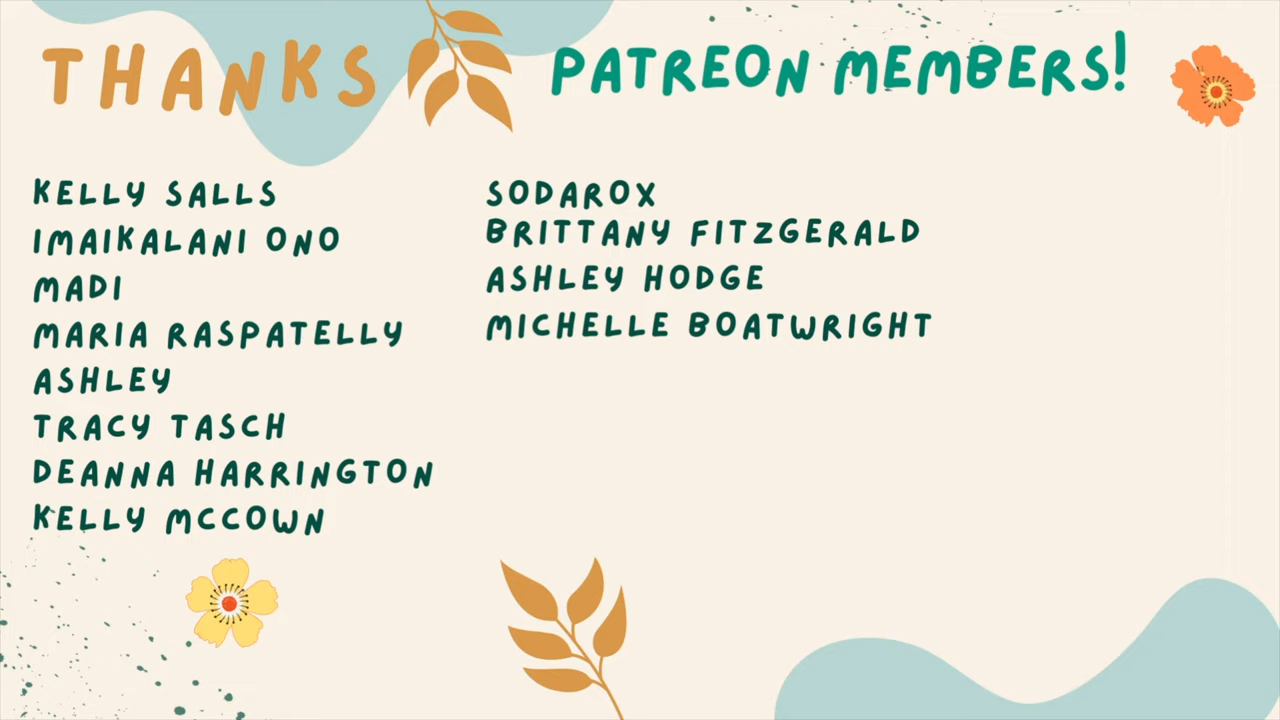 THANKS PATREON MEMBERS!
KELLY SALLS
IMAIKALANI ONO
MADI
MARIA RASPATELLY
ASHLEY
TRACY TASCH
DEANNA HARRINGTON
KELLY MCCOWN
SODAROX
BRITTANY FITZGERALD
ASHLEY HODGE
MICHELLE BOATWRIGHT